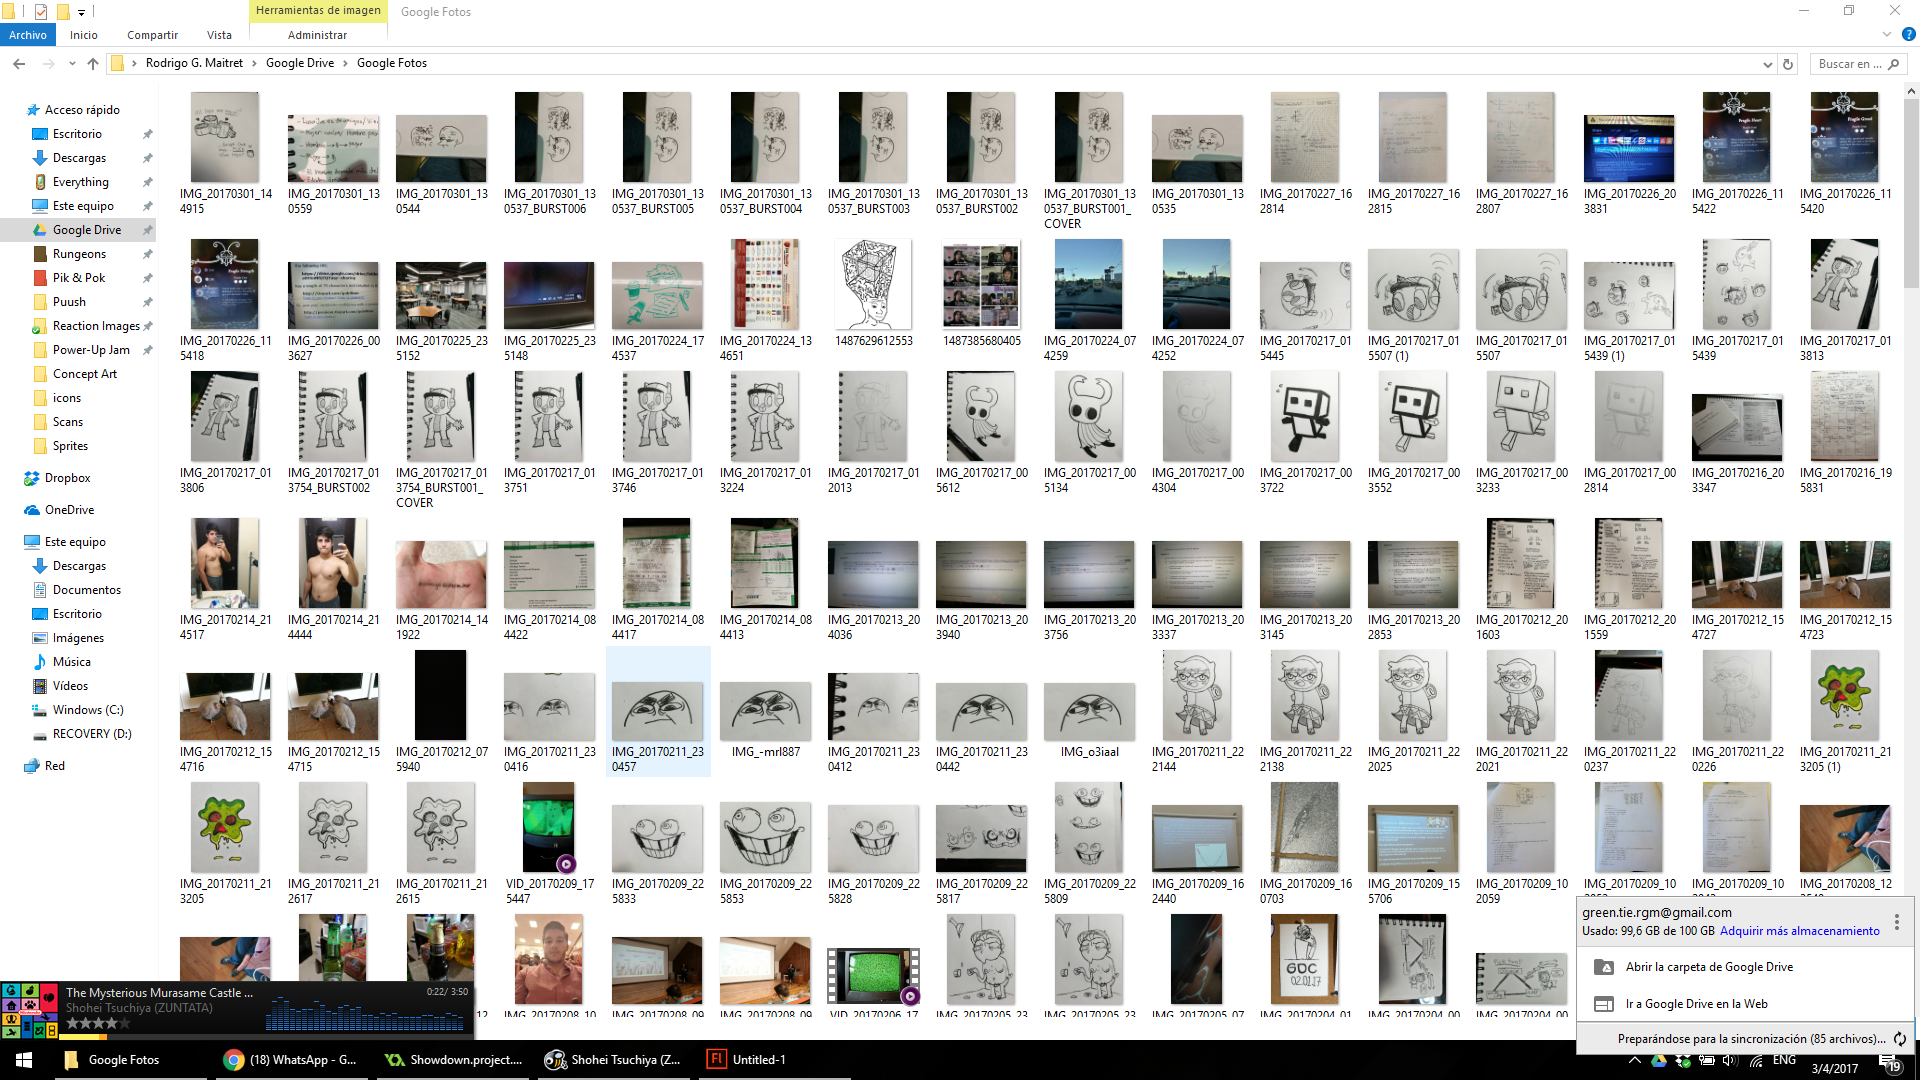 Herramientas de imagen
Google Fotos
Archivo
Inicio
Compartir
Vista
Administrar
Rodrigo G. Maitret
Google Drive
Google Fotos
Buscar en ...
Acceso rápido
Escritorio
Descargas
Everything
Este equipo
Google Drive
Rungeons
Pik & Pok
Puush
Reaction Images
Power-Up Jam
Concept Art
icons
Scans
Sprites
Dropbox
OneDrive
Este equipo
Descargas
Documentos
Escritorio
Imágenes
Música
Vídeos
Windows (C:)
RECOVERY (D:)
Red
IMG_20170301_144915
IMG_20170301_130559
IMG_20170301_130544
IMG_20170301_130537_BURST006
IMG_20170301_130537_BURST005
IMG_20170301_130537_BURST004
IMG_20170301_130537_BURST003
IMG_20170301_130537_BURST002
IMG_20170301_130537_BURST001_COVER
IMG_20170301_130535
IMG_20170227_162814
IMG_20170227_162815
IMG_20170227_162807
IMG_20170226_203831
IMG_20170226_115422
IMG_20170226_115420
IMG_20170226_115418
IMG_20170226_003627
IMG_20170225_235152
IMG_20170225_235148
IMG_20170224_174537
IMG_20170224_134651
1487629612553
1487385680405
IMG_20170224_074259
IMG_20170224_074252
IMG_20170217_015445
IMG_20170217_015507 (1)
IMG_20170217_015507
IMG_20170217_015439 (1)
IMG_20170217_015439
IMG_20170217_013813
IMG_20170217_013806
IMG_20170217_013754_BURST002
IMG_20170217_013754_BURST001_COVER
IMG_20170217_013751
IMG_20170217_013746
IMG_20170217_013224
IMG_20170217_012013
IMG_20170217_005612
IMG_20170217_005134
IMG_20170217_004304
IMG_20170217_003722
IMG_20170217_003552
IMG_20170217_003233
IMG_20170217_002814
IMG_20170216_203347
IMG_20170216_195831
IMG_20170214_214517
IMG_20170214_214444
IMG_20170214_141922
IMG_20170214_084422
IMG_20170214_084417
IMG_20170214_084413
IMG_20170213_204036
IMG_20170213_203940
IMG_20170213_203756
IMG_20170213_203337
IMG_20170213_203145
IMG_20170213_202853
IMG_20170212_201603
IMG_20170212_201559
IMG_20170212_154727
IMG_20170212_154723
IMG_20170212_154716
IMG_20170212_154715
IMG_20170212_075940
IMG_20170211_230416
IMG_20170211_230457
IMG_-mrl887
IMG_20170211_230412
IMG_20170211_230442
IMG_o3iaal
IMG_20170211_222144
IMG_20170211_222138
IMG_20170211_222025
IMG_20170211_222021
IMG_20170211_220237
IMG_20170211_220226
IMG_20170211_213205 (1)
IMG_20170211_213205
IMG_20170211_212617
IMG_20170211_212615
VID_20170209_175447
IMG_20170209_225833
IMG_20170209_225853
IMG_20170209_225828
IMG_20170209_225817
IMG_20170209_225809
IMG_20170209_162440
IMG_20170209_160703
IMG_20170209_155706
IMG_20170209_102059
IMG_20170209_10
IMG_20170209_10
IMG_20170208_12
GDC
02.01.17
IMG_20170208_10
IMG_20170208_09
IMG_20170208_09
VID_20170206_17
IMG_20170205_23
IMG_20170205_23
IMG_20170205_07
IMG_20170204_01
IMG_20170204_00
IMG_20170204_00
green.tie.rgm@gmail.com
Usado: 99,6 GB de 100 GB Adquirir más almacenamiento
Abrir la carpeta de Google Drive
Ir a Google Drive en la Web
Preparándose para la sincronización (85 archivos)...
The Mysterious Murasame Castle ...
0:22/ 3:50
Shohei Tsuchiya (ZUNTATA)
Google Fotos
(18) WhatsApp - G...
Showdown.project....
Shohei Tsuchiya (Z...
Untitled-1
ENG
3/4/2017
19